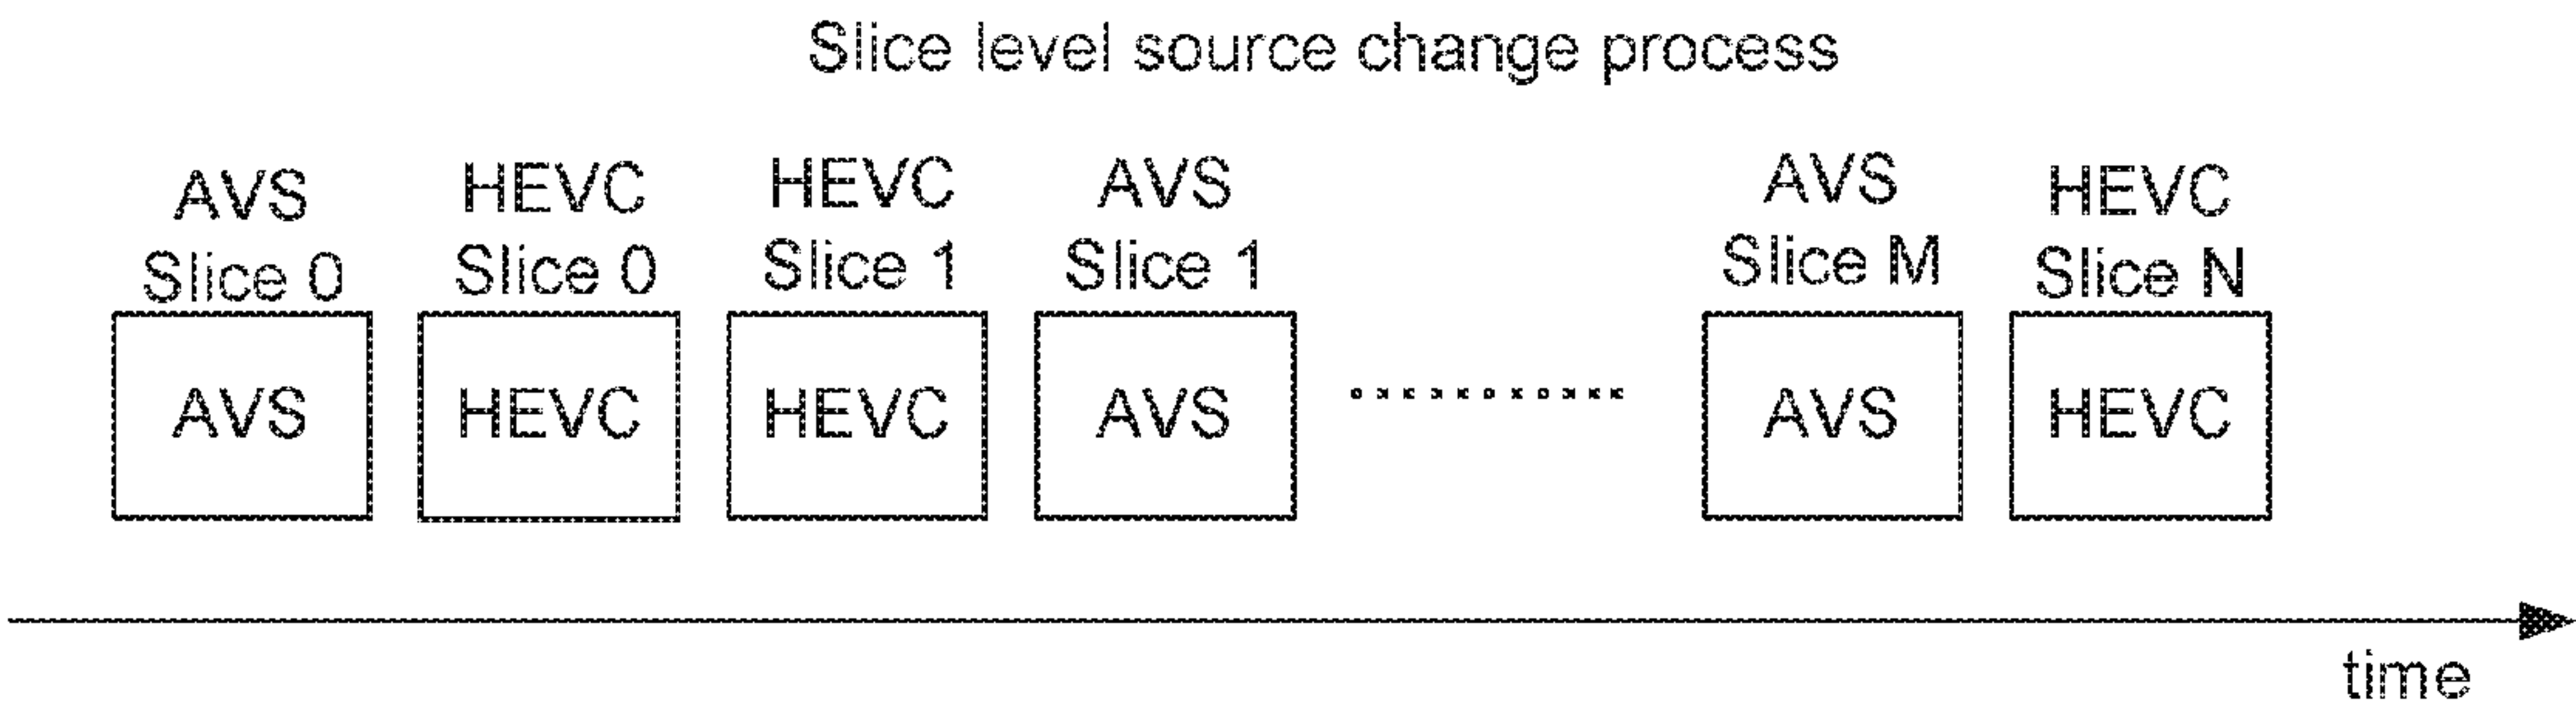 Slice level source change process
AVS
Slice 0
HEVC
Slice 0
HEVC
Slice 1
AVS
Slice 1
AVS
Slice M
HEVC
Slice N
AVS
HEVC
HEVC
AVS
AVS
HEVC
time